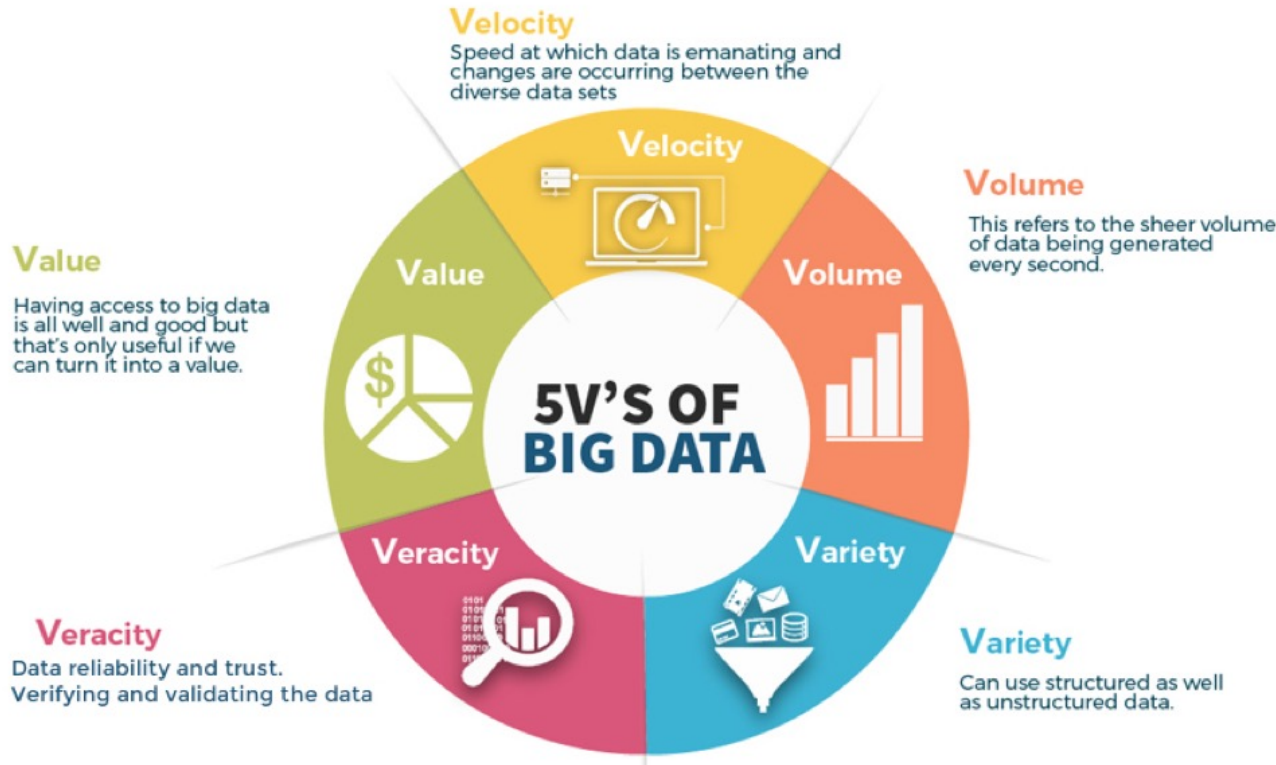 Velocity
Speed at which data is emanating and
changes are occurring between the
diverse data sets
Velocity
Volume
This refers to the sheer volume
of data being generated
every second.
Volume
Value
Having access to big data
is all well and good but
that's only useful if we
can turn it into a value.
Value
5V'S OF
BIG DATA
Veracity
Variety
Veracity
Data reliability and trust.
Verifying and validating the data
Variety
Can use structured as well
as unstructured data.
0101